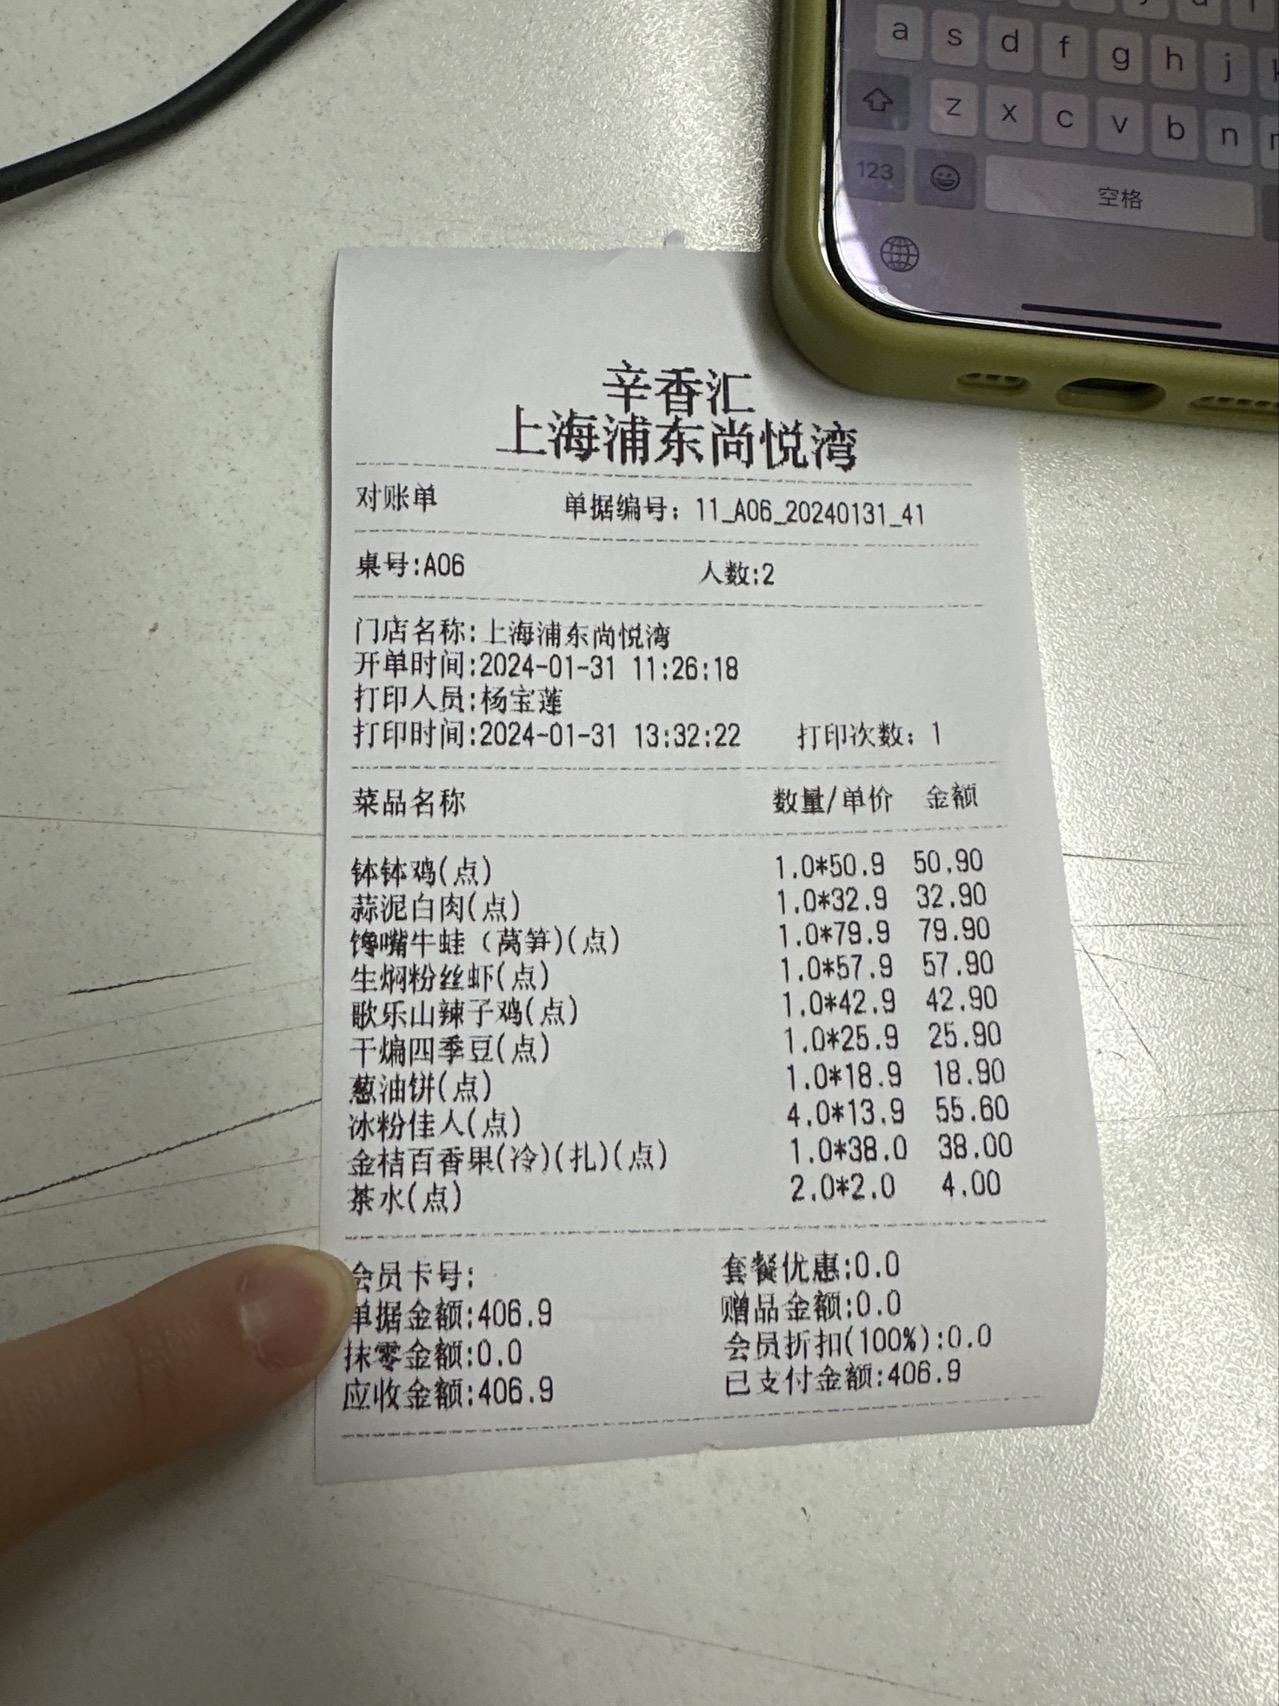 a s d f g h j
z x c v b n
123 空格
辛香汇
上海浦东尚悦湾
对账单 单据编号: 11_A06_20240131_41
桌号:A06 人数:2
门店名称:上海浦东尚悦湾
开单时间:2024-01-31 11:26:18
打印人员:杨宝莲
打印时间:2024-01-31 13:32:22 打印次数: 1
菜品名称 数量/单价 金额
钵钵鸡(点) 1.0*50.9 50.90
蒜泥白肉(点) 1.0*32.9 32.90
馋嘴牛蛙（莴笋)(点) 1.0*79.9 79.90
生焖粉丝虾(点) 1.0*57.9 57.90
歌乐山辣子鸡(点) 1.0*42.9 42.90
干煸四季豆(点) 1.0*25.9 25.90
葱油饼(点) 1.0*18.9 18.90
冰粉佳人(点) 4.0*13.9 55.60
金桔百香果(冷)(扎)(点) 1.0*38.0 38.00
茶水(点) 2.0*2.0 4.00
会员卡号: 套餐优惠:0.0
单据金额:406.9 赠品金额:0.0
抹零金额:0.0 会员折扣(100%):0.0
应收金额:406.9 已支付金额:406.9